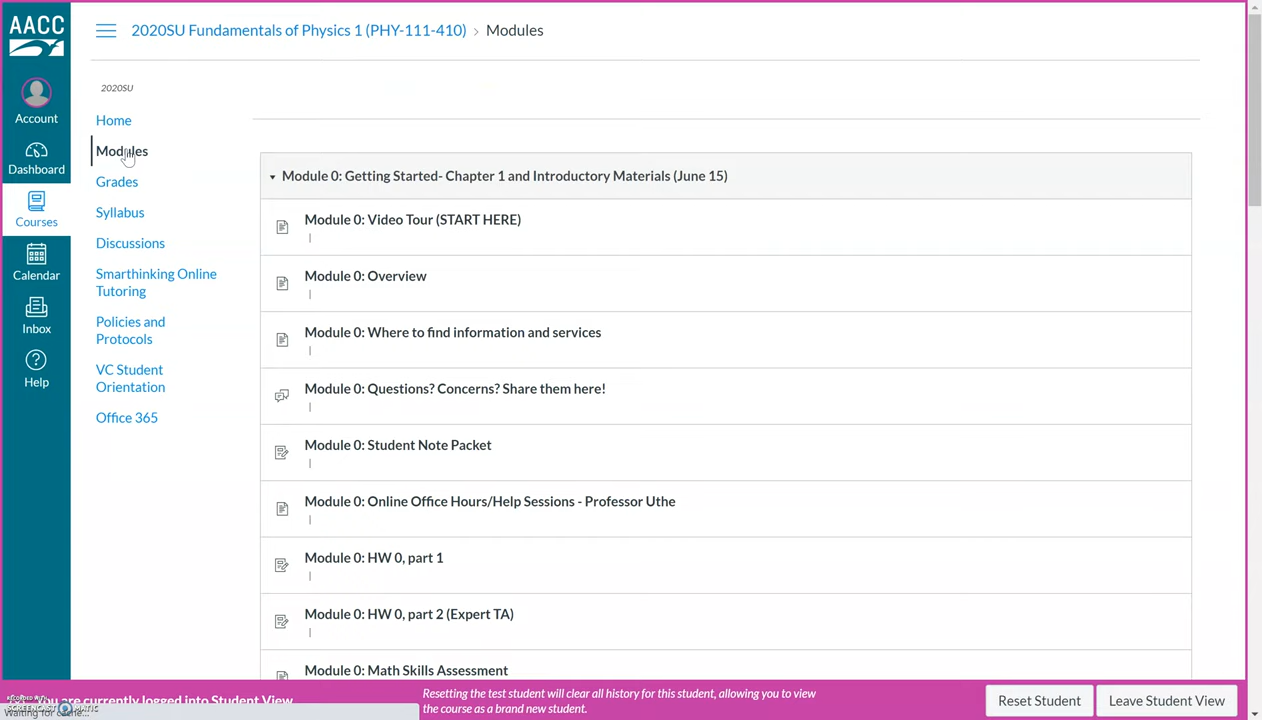 AACC
Account
Dashboard
Courses
Calendar
Inbox
Help
2020SU Fundamentals of Physics 1 (PHY-111-410) › Modules
2020SU
Home
Modules
Grades
Syllabus
Discussions
Smarthinking Online
Tutoring
Policies and
Protocols
VC Student
Orientation
Office 365
Module 0: Getting Started- Chapter 1 and Introductory Materials (June 15)
Module 0: Video Tour (START HERE)
Module 0: Overview
Module 0: Where to find information and services
Module 0: Questions? Concerns? Share them here!
Module 0: Student Note Packet
Module 0: Online Office Hours/Help Sessions - Professor Uthe
Module 0: HW 0, part 1
Module 0: HW 0, part 2 (Expert TA)
Module 0: Math Skills Assessment
You are currently logged into Student View
Resetting the test student will clear all history for this student, allowing you to view
the course as a brand new student.
Reset Student
Leave Student View
RECORDED WITH
SCREENCAST MATIC
Waiting for cache...